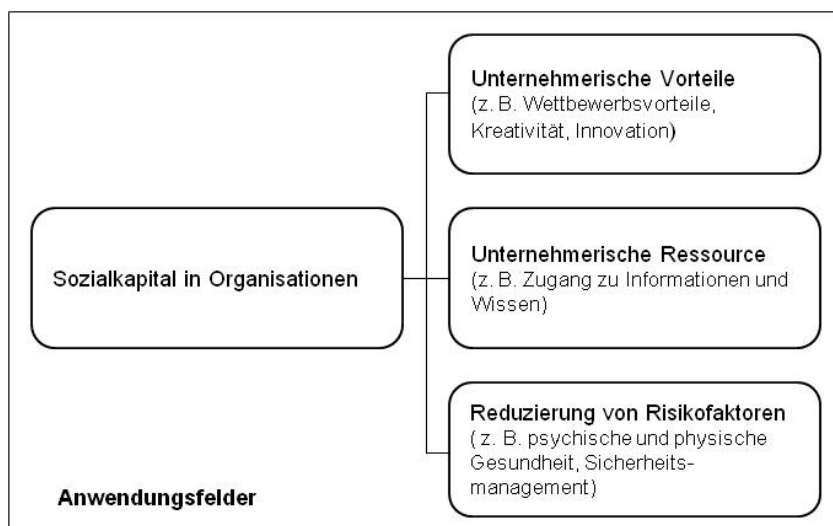 Unternehmerische Vorteile
(z. B. Wettbewerbsvorteile,
Kreativität, Innovation)
Sozialkapital in Organisationen
Unternehmerische Ressource
(z. B. Zugang zu Informationen und
Wissen)
Reduzierung von Risikofaktoren
( z. B. psychische und physische
Gesundheit, Sicherheits-
management)
Anwendungsfelder